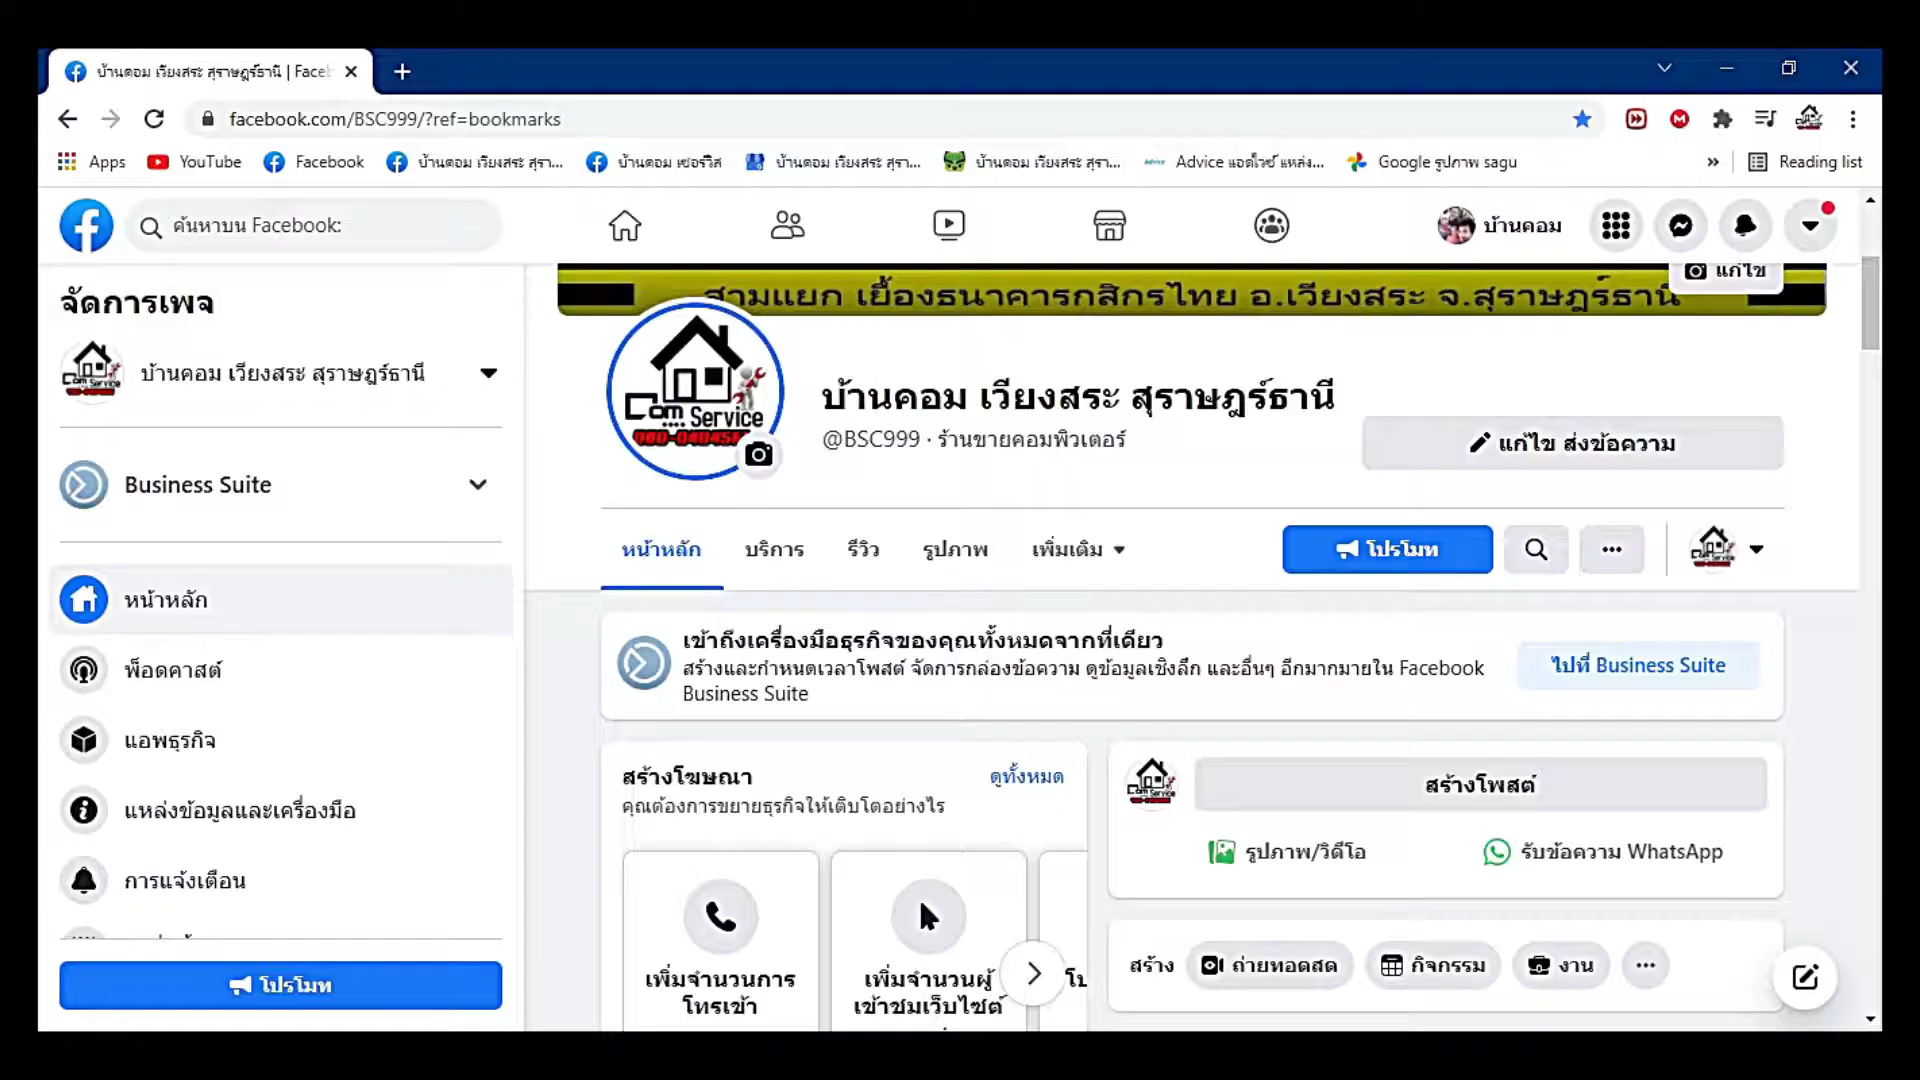 บ้านคอม เวียงสระ สุราษฎร์ธานี | Faceb
facebook.com/BSC999/?ref=bookmarks
Apps
YouTube
Facebook
บ้านคอม เวียงสระ สุรา...
บ้านคอม เซอร์วิส
บ้านคอม เวียงสระ สุรา...
บ้านคอม เวียงสระ สุรา...
Advice แอดไวซ์ แหล่ง...
Google รูปภาพ sagu
»
Reading list
ค้นหาบน Facebook
บ้านคอม
จัดการเพจ
บ้านคอม เวียงสระ สุราษฎร์ธานี
Business Suite
หน้าหลัก
พ็อดคาสต์
แอพธุรกิจ
แหล่งข้อมูลและเครื่องมือ
การแจ้งเตือน
โปรโมท
สามแยก เยื้องธนาคารกสิกรไทย อ.เวียงสระ จ.สุราษฎร์ธานี
แก้ไข
Com
.... Service
บ้านคอม เวียงสระ สุราษฎร์ธานี
@BSC999 · ร้านขายคอมพิวเตอร์
แก้ไข ส่งข้อความ
หน้าหลัก
บริการ
รีวิว
รูปภาพ
เพิ่มเติม
โปรโมท
เข้าถึงเครื่องมือธุรกิจของคุณทั้งหมดจากที่เดียว
สร้างและกำหนดเวลาโพสต์ จัดการกล่องข้อความ ดูข้อมูลเชิงลึก และอื่นๆ อีกมากมายใน Facebook
Business Suite
ไปที่ Business Suite
สร้างโฆษณา
ดูทั้งหมด
คุณต้องการขยายธุรกิจให้เติบโตอย่างไร
เพิ่มจำนวนการ
โทรเข้า
เพิ่มจำนวนผู้
เข้าชมเว็บไซต์
โป
สร้างโพสต์
รูปภาพ/วิดีโอ
รับข้อความ WhatsApp
สร้าง
ถ่ายทอดสด
กิจกรรม
งาน